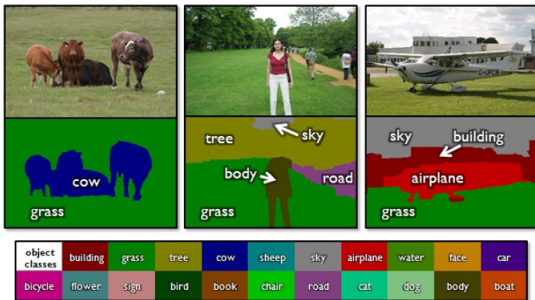 cow
grass
tree
sky
body
road
grass
sky
building
airplane
grass
object classes building grass tree cow sheep sky airplane water face car
bicycle flower sign bird book chair road cat dog body boat